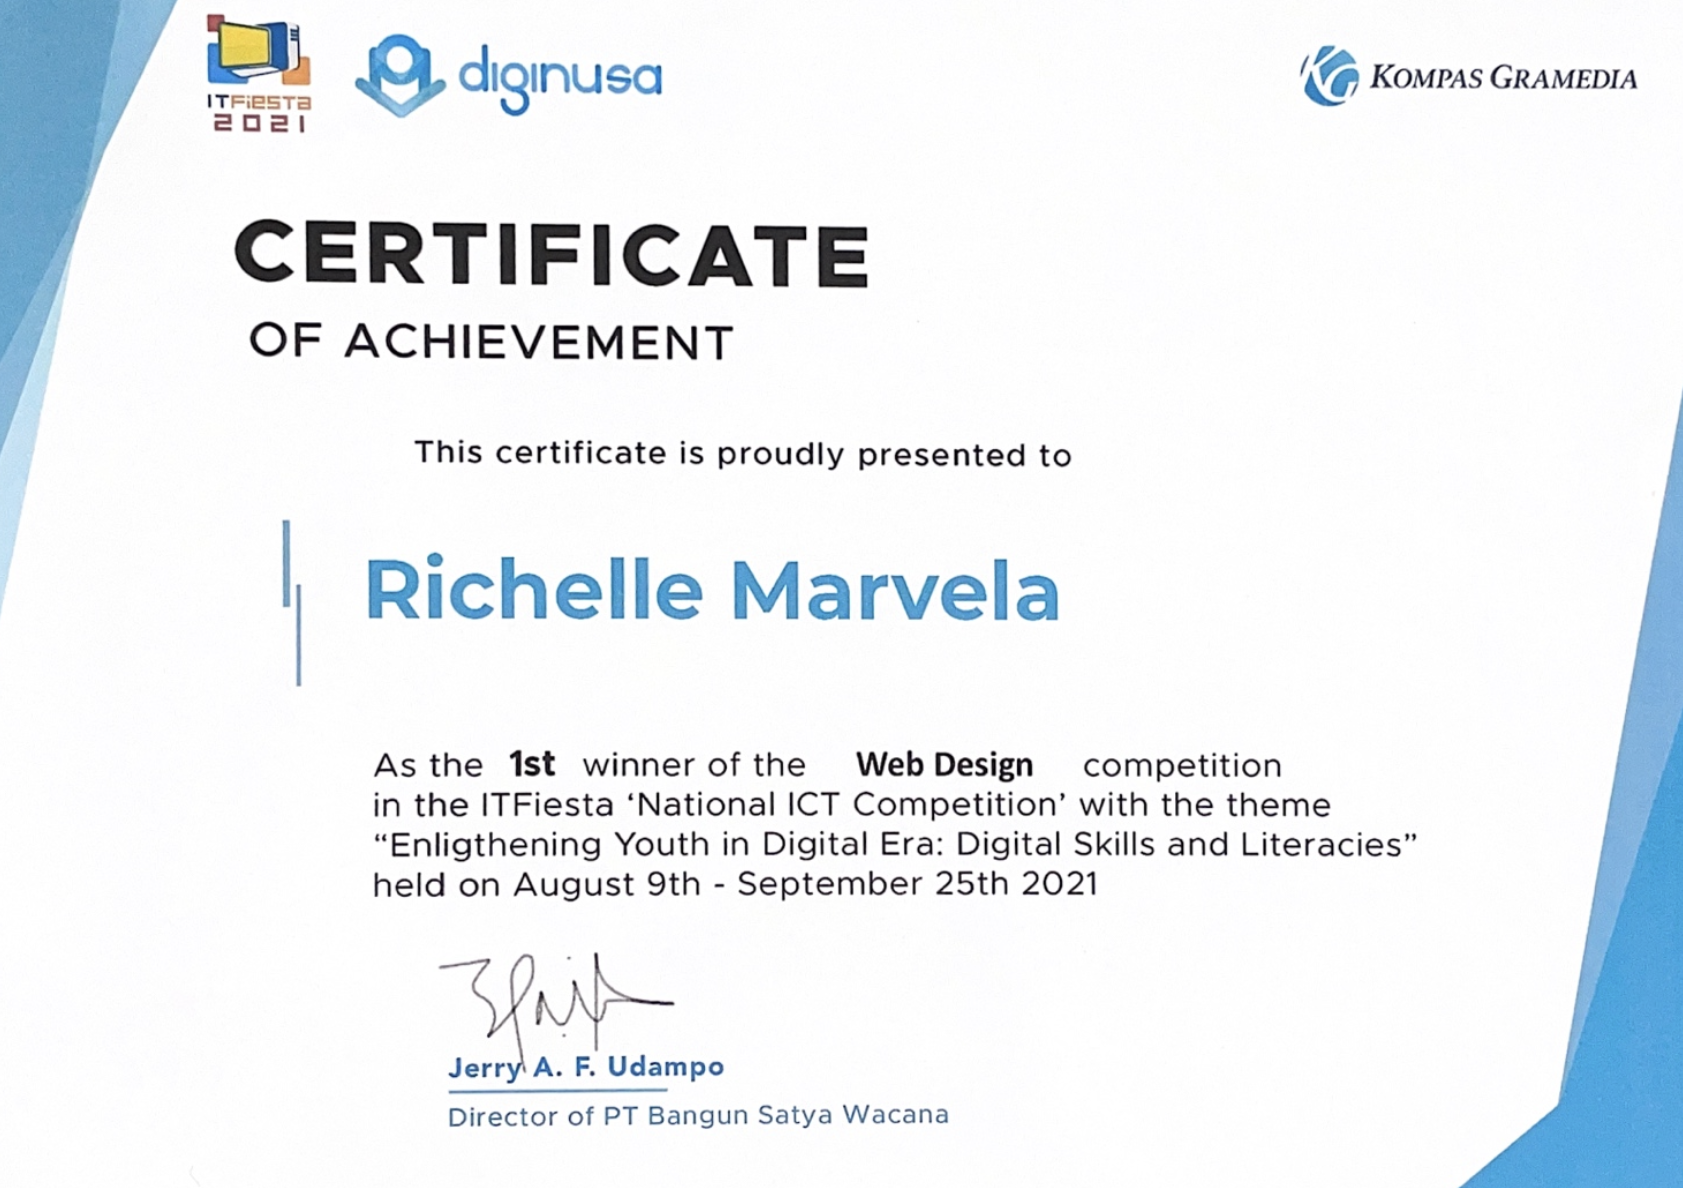 ITFiESTA
2021
diginusa
KG KOMPAS GRAMEDIA
CERTIFICATE
OF ACHIEVEMENT
This certificate is proudly presented to
Richelle Marvela
As the 1st winner of the Web Design competition
in the ITFiesta ‘National ICT Competition’ with the theme
“Enligthening Youth in Digital Era: Digital Skills and Literacies”
held on August 9th - September 25th 2021
Jerry A. F. Udampo
Director of PT Bangun Satya Wacana